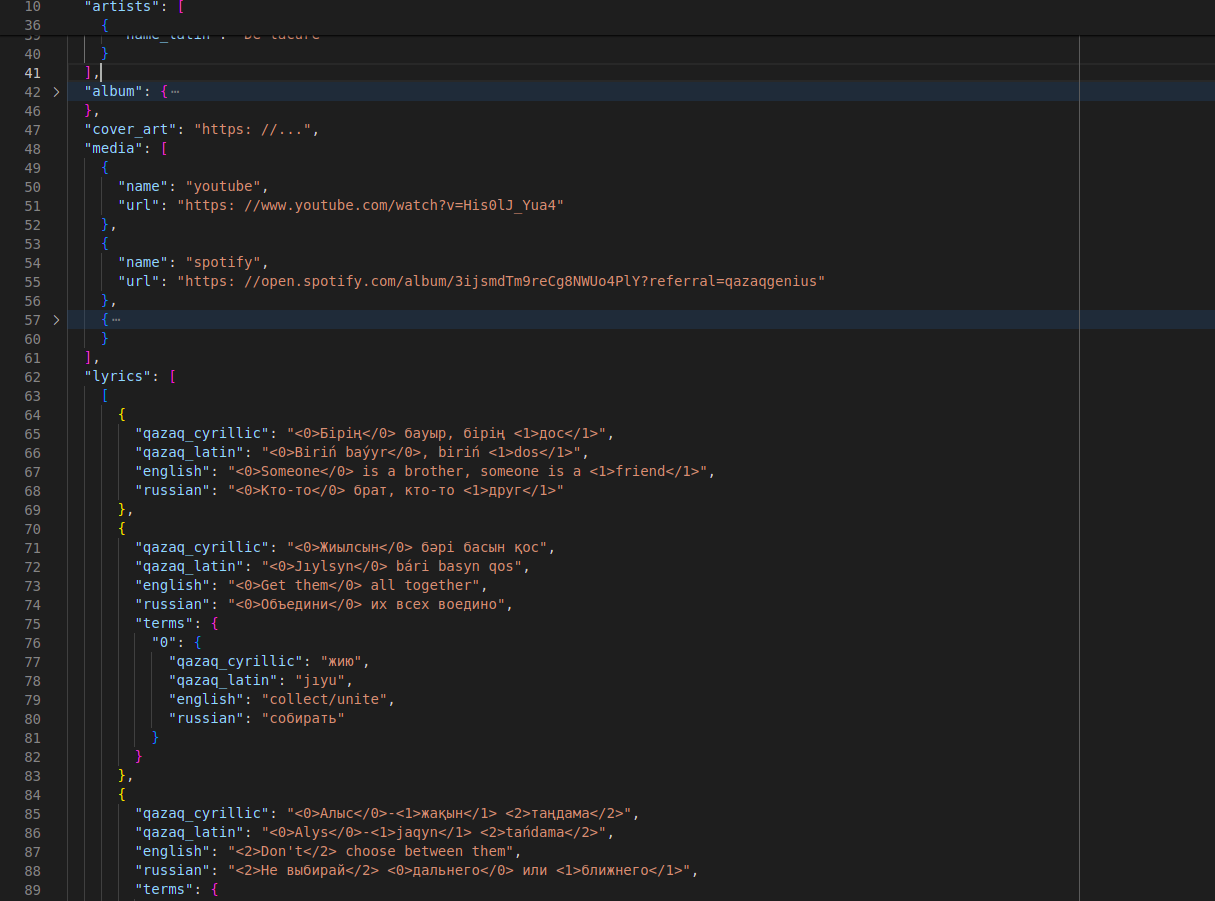 10 "artists": [
36 {
39 "name_latin": "De lacure"
40 }
41 ],
42 "album": {⋯
46 },
47 "cover_art": "https: //...",
48 "media": [
49 {
50 "name": "youtube",
51 "url": "https: //www.youtube.com/watch?v=His0lJ_Yua4"
52 },
53 {
54 "name": "spotify",
55 "url": "https: //open.spotify.com/album/3ijsmdTm9reCg8NWUo4PlY?referral=qazaqgenius"
56 },
57 {⋯
60 }
61 ],
62 "lyrics": [
63 [
64 {
65 "qazaq_cyrillic": "<0>Бірің</0> бауыр, бірің <1>дос</1>",
66 "qazaq_latin": "<0>Biriń baýyr</0>, biriń <1>dos</1>",
67 "english": "<0>Someone</0> is a brother, someone is a <1>friend</1>",
68 "russian": "<0>Кто-то</0> брат, кто-то <1>друг</1>"
69 },
70 {
71 "qazaq_cyrillic": "<0>Жиылсын</0> бәрі басын қос",
72 "qazaq_latin": "<0>Jıylsyn</0> bári basyn qos",
73 "english": "<0>Get them</0> all together",
74 "russian": "<0>Объедини</0> их всех воедино",
75 "terms": {
76 "0": {
77 "qazaq_cyrillic": "жию",
78 "qazaq_latin": "jıyu",
79 "english": "collect/unite",
80 "russian": "собирать"
81 }
82 }
83 },
84 {
85 "qazaq_cyrillic": "<0>Алыс</0>-<1>жақын</1> <2>таңдама</2>",
86 "qazaq_latin": "<0>Alys</0>-<1>jaqyn</1> <2>tańdama</2>",
87 "english": "<2>Don't</2> choose between them",
88 "russian": "<2>Не выбирай</2> <0>дальнего</0> или <1>ближнего</1>",
89 "terms": {